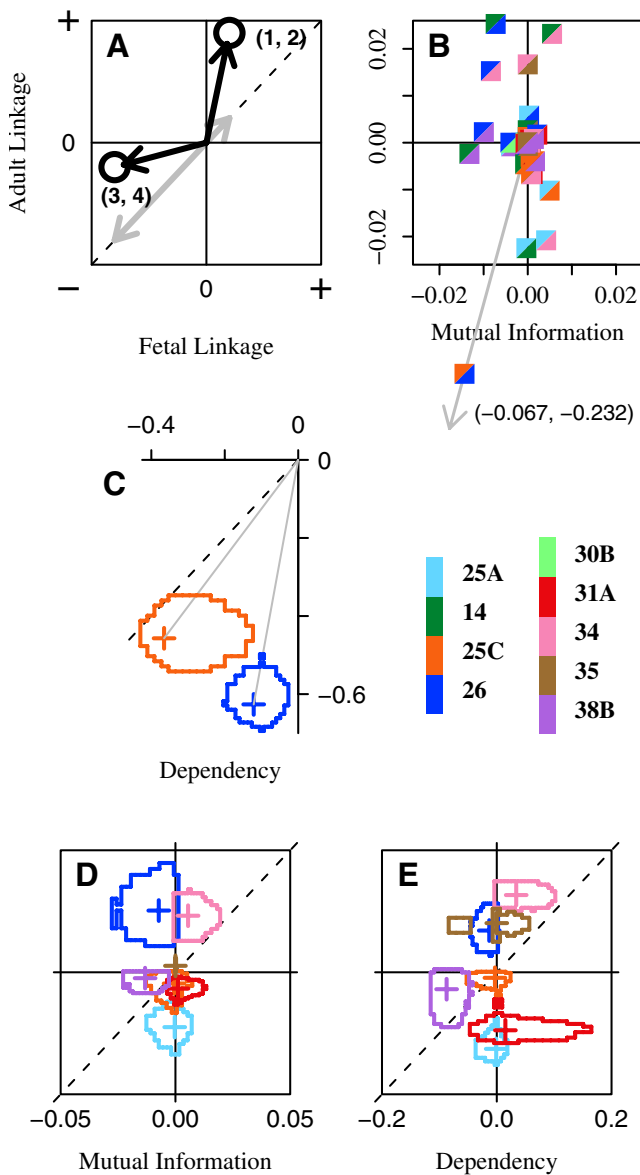 +
A
(1, 2)
Adult Linkage
0
(3, 4)
−
0
+
Fetal Linkage
B
0.02
0.00
−0.02
−0.02
0.00
0.02
Mutual Information
(−0.067, −0.232)
−0.4
0
0
C
−0.6
Dependency
25A
14
25C
26
30B
31A
34
35
38B
D
−0.05
0.00
0.05
Mutual Information
E
−0.2
0.0
0.2
Dependency